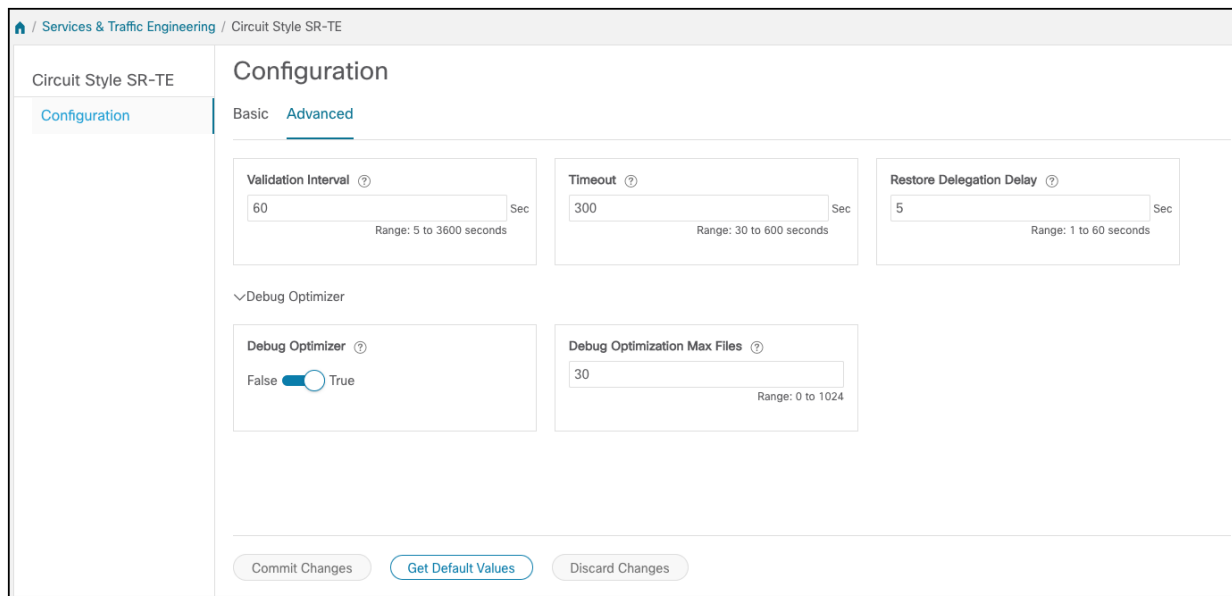 / Services & Traffic Engineering / Circuit Style SR-TE
Circuit Style SR-TE
Configuration
Configuration
Basic Advanced
Validation Interval ?
60 Sec
Range: 5 to 3600 seconds
Timeout ?
300 Sec
Range: 30 to 600 seconds
Restore Delegation Delay ?
5 Sec
Range: 1 to 60 seconds
Debug Optimizer
Debug Optimizer ?
False True
Debug Optimization Max Files ?
30
Range: 0 to 1024
Commit Changes Get Default Values Discard Changes